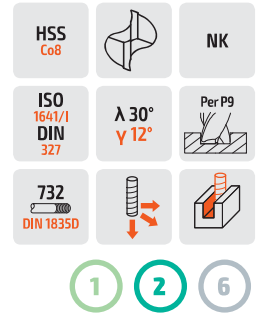 HSS
Co8
NK
ISO
1641/I
DIN
327
λ 30°
γ 12°
Per P9
732
DIN 1835D
1
2
6